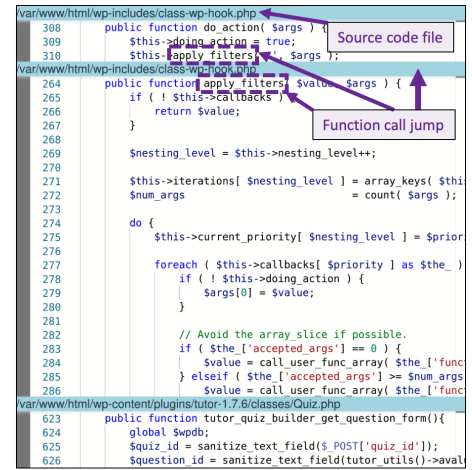 /var/www/html/wp-includes/class-wp-hook.php
Source code file
308 public function do_action( $args ) {
309 $this->doing_action = true;
310 $this->apply_filters( '', $args );
/var/www/html/wp-includes/class-wp-hook.php
264 public function apply_filters( $value, $args ) {
265 if ( ! $this->callbacks )
266 return $value;
Function call jump
267 }
268
269 $nesting_level = $this->nesting_level++;
270
271 $this->iterations[ $nesting_level ] = array_keys( $this
272 $num_args = count( $args );
273
274 do {
275 $this->current_priority[ $nesting_level ] = $prior
276
277 foreach ( $this->callbacks[ $priority ] as $the_ )
278 if ( ! $this->doing_action ) {
279 $args[0] = $value;
280 }
281
282 // Avoid the array_slice if possible.
283 if ( $the_['accepted_args'] == 0 ) {
284 $value = call_user_func_array( $the_['func
285 } elseif ( $the_['accepted_args'] >= $num_args
286 $value = call_user_func_array( $the_['func
/var/www/html/wp-content/plugins/tutor-1.7.6/classes/Quiz.php
623 public function tutor_quiz_builder_get_question_form(){
624 global $wpdb;
625 $quiz_id = sanitize_text_field($_POST['quiz_id']);
626 $question_id = sanitize_text_field(tutor_utils()->aval